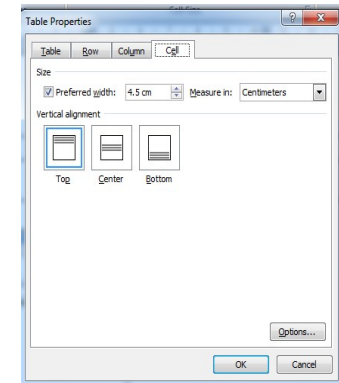 Table Properties
Table Row Column Cell
Size
Preferred width: 4.5 cm Measure in: Centimeters
Vertical alignment
Top Center Bottom
Options...
OK Cancel